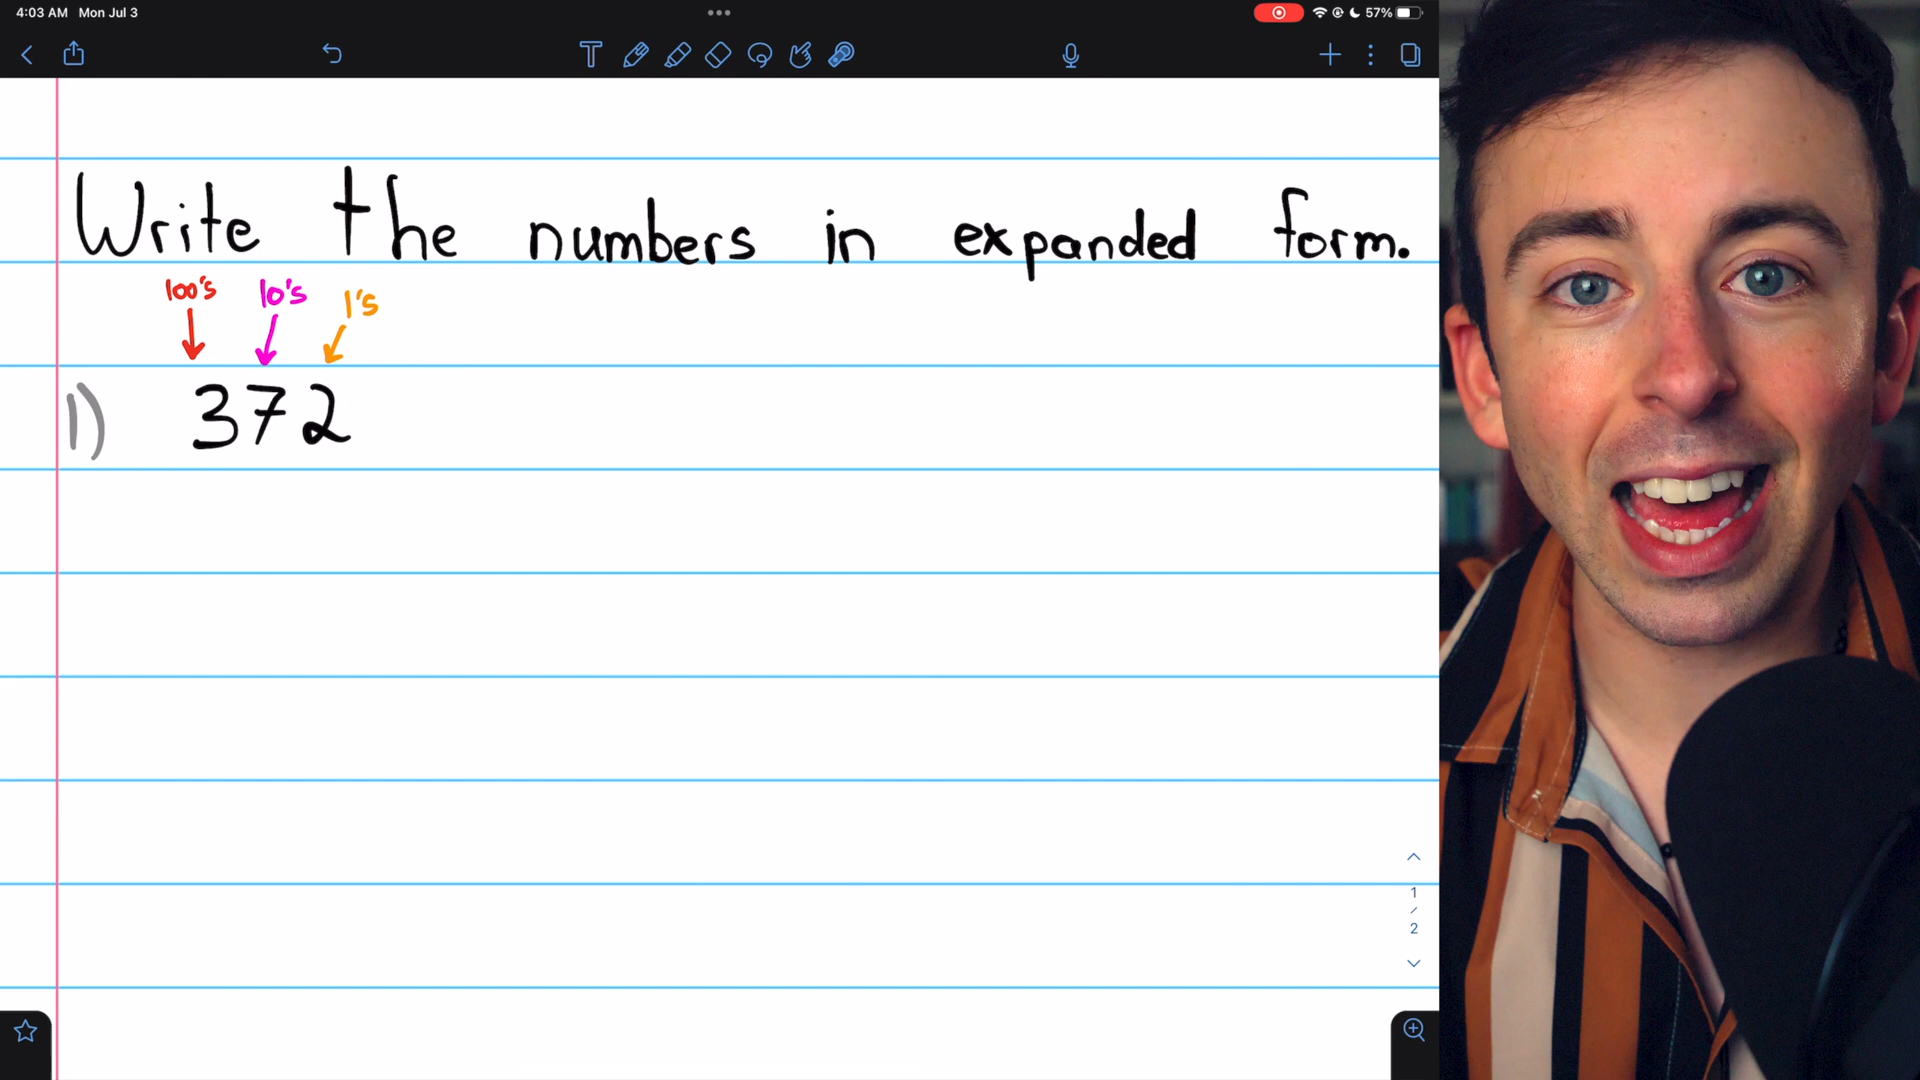 4:03 AM Mon Jul 3
57%
T
Write the numbers in expanded form.
100's 10's 1's
1) 372
1
/
2